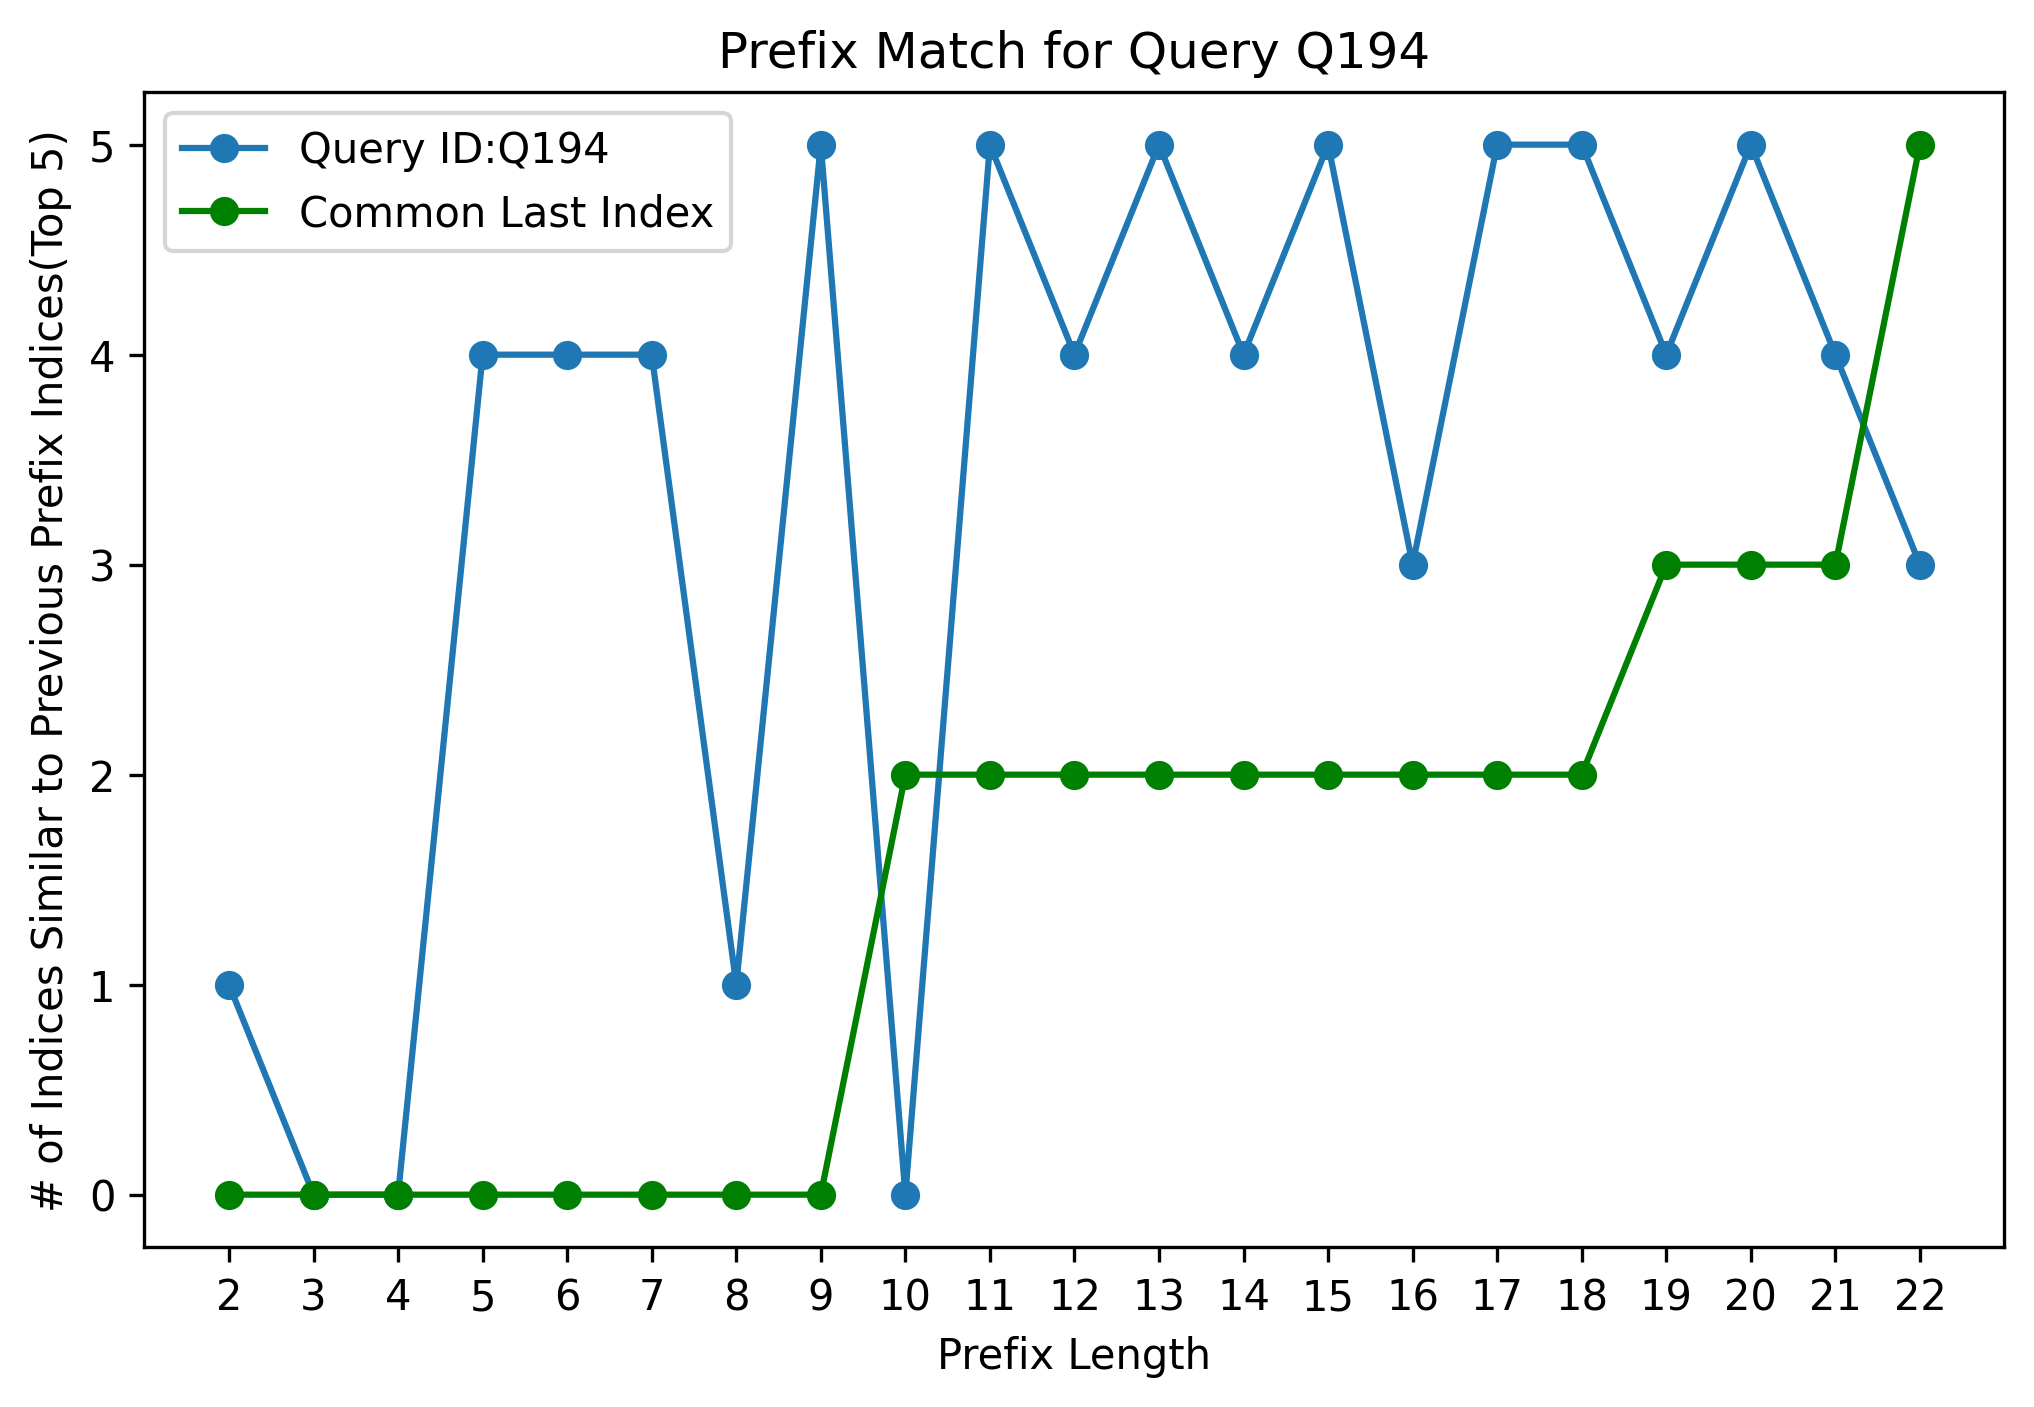 Prefix Match for Query Q194
Query ID:Q194
Common Last Index
# of Indices Similar to Previous Prefix Indices(Top 5)
5
4
3
2
1
0
2 3 4 5 6 7 8 9 10 11 12 13 14 15 16 17 18 19 20 21 22
Prefix Length